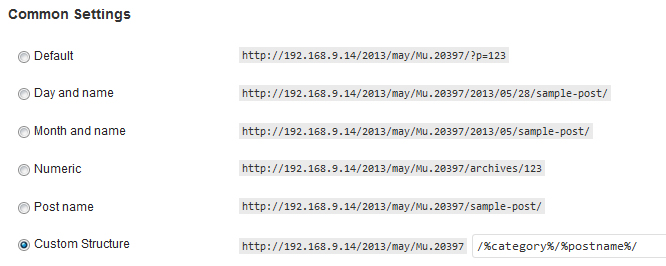 Common Settings
Default http://192.168.9.14/2013/may/Mu.20397/?p=123
Day and name http://192.168.9.14/2013/may/Mu.20397/2013/05/28/sample-post/
Month and name http://192.168.9.14/2013/may/Mu.20397/2013/05/sample-post/
Numeric http://192.168.9.14/2013/may/Mu.20397/archives/123
Post name http://192.168.9.14/2013/may/Mu.20397/sample-post/
Custom Structure http://192.168.9.14/2013/may/Mu.20397 /%category%/%postname%/